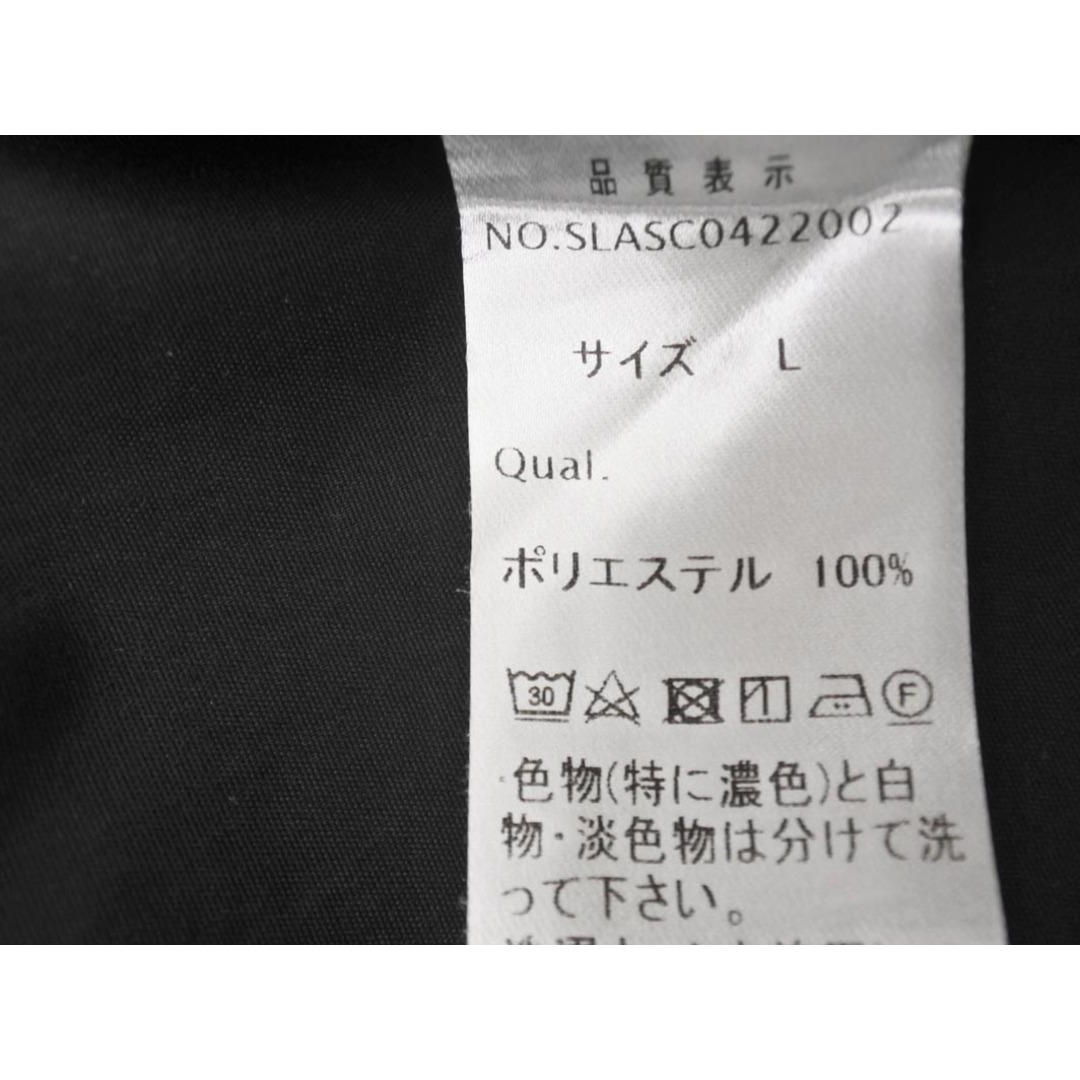 品質表示
NO.SLASC0422002
サイズ L
Qual.
ポリエステル 100%
30 F
・色物(特に濃色)と白
物・淡色物は分けて洗
って下さい。